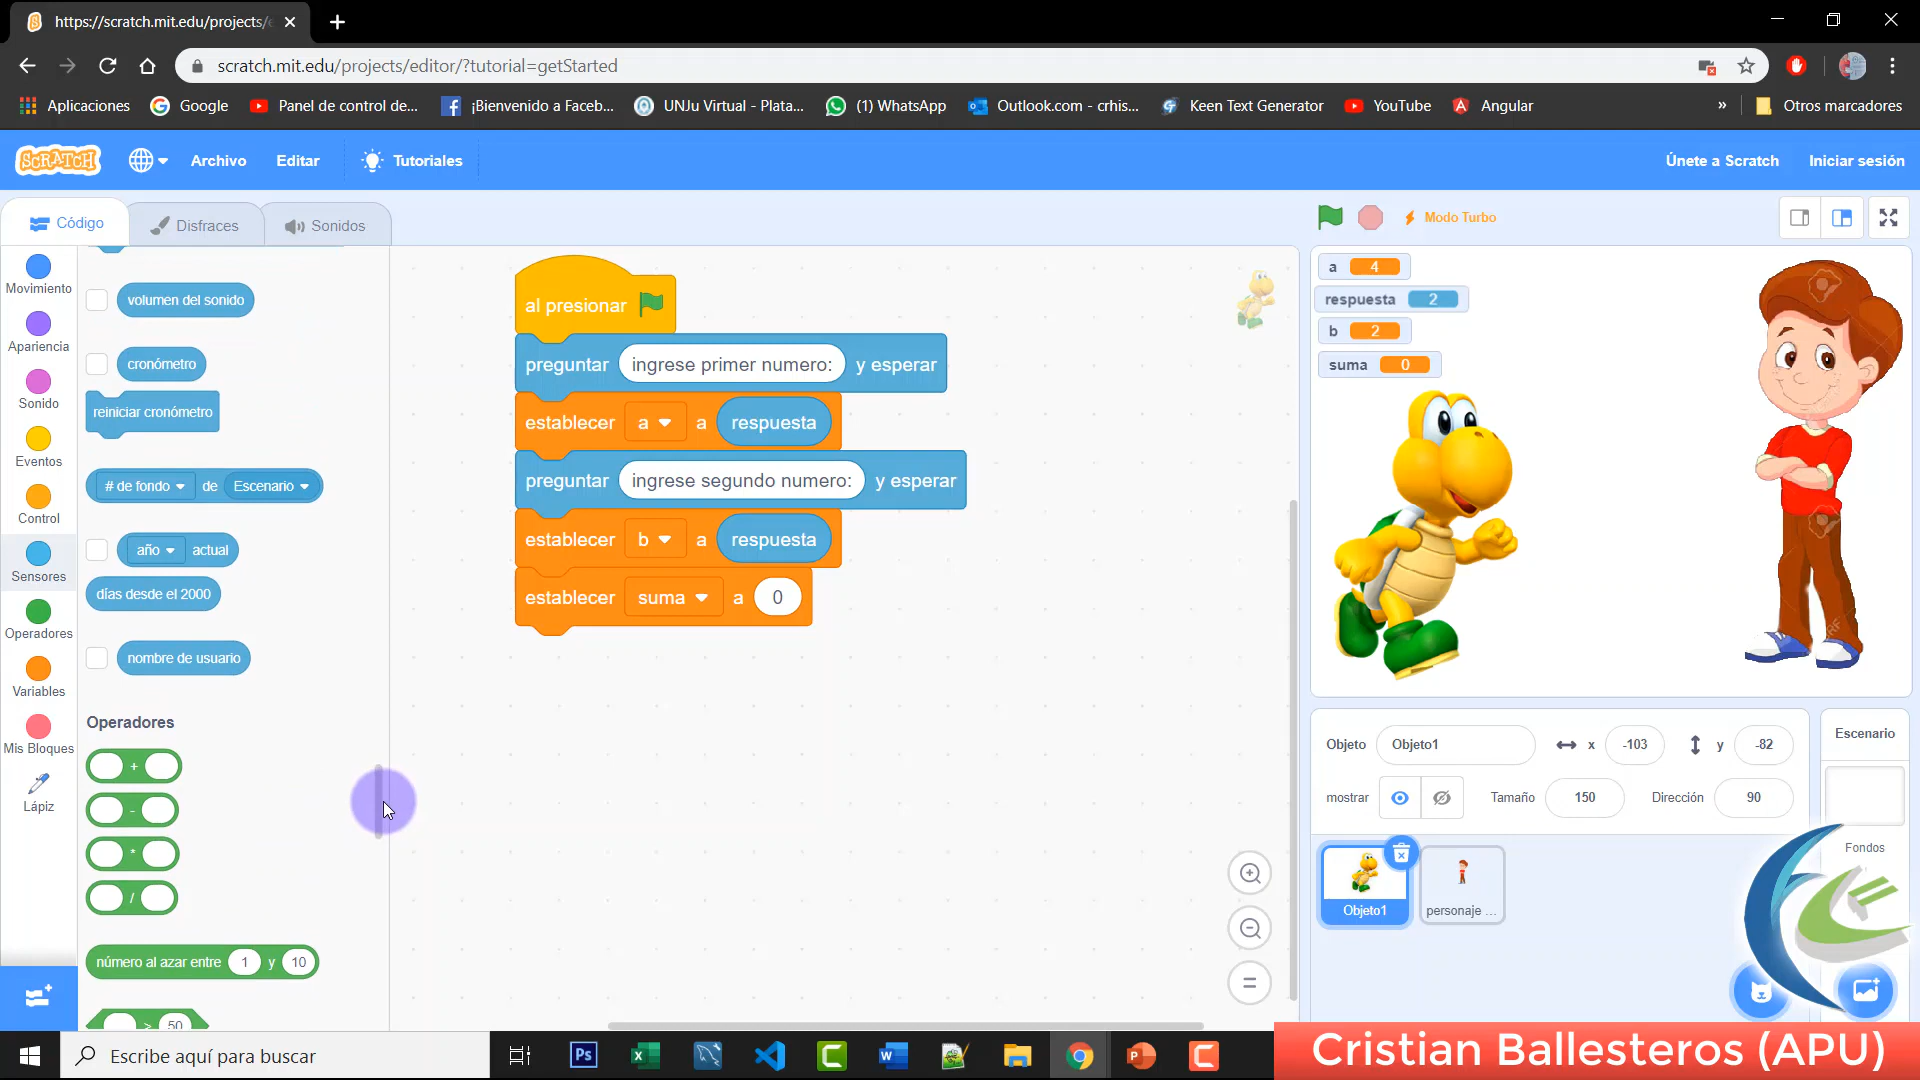 https://scratch.mit.edu/projects/e
scratch.mit.edu/projects/editor/?tutorial=getStarted
Aplicaciones
Google
Panel de control de...
¡Bienvenido a Faceb...
UNJu Virtual - Plata...
(1) WhatsApp
Outlook.com - crhis...
Keen Text Generator
YouTube
Angular
»
Otros marcadores
SCRATCH
Archivo
Editar
Tutoriales
Únete a Scratch
Iniciar sesión
Código
Disfraces
Sonidos
Modo Turbo
Movimiento
Apariencia
Sonido
Eventos
Control
Sensores
Operadores
Variables
Mis Bloques
Lápiz
volumen del sonido
cronómetro
reiniciar cronómetro
# de fondo de Escenario
año actual
días desde el 2000
nombre de usuario
Operadores
+
-
*
/
número al azar entre 1 y 10
> 50
al presionar
preguntar ingrese primer numero: y esperar
establecer a a respuesta
preguntar ingrese segundo numero: y esperar
establecer b a respuesta
establecer suma a 0
a 4
respuesta 2
b 2
suma 0
Objeto Objeto1 x -103 y -82
mostrar Tamaño 150 Dirección 90
Objeto1
personaje ...
Escenario
Fondos
Escribe aquí para buscar
Cristian Ballesteros (APU)